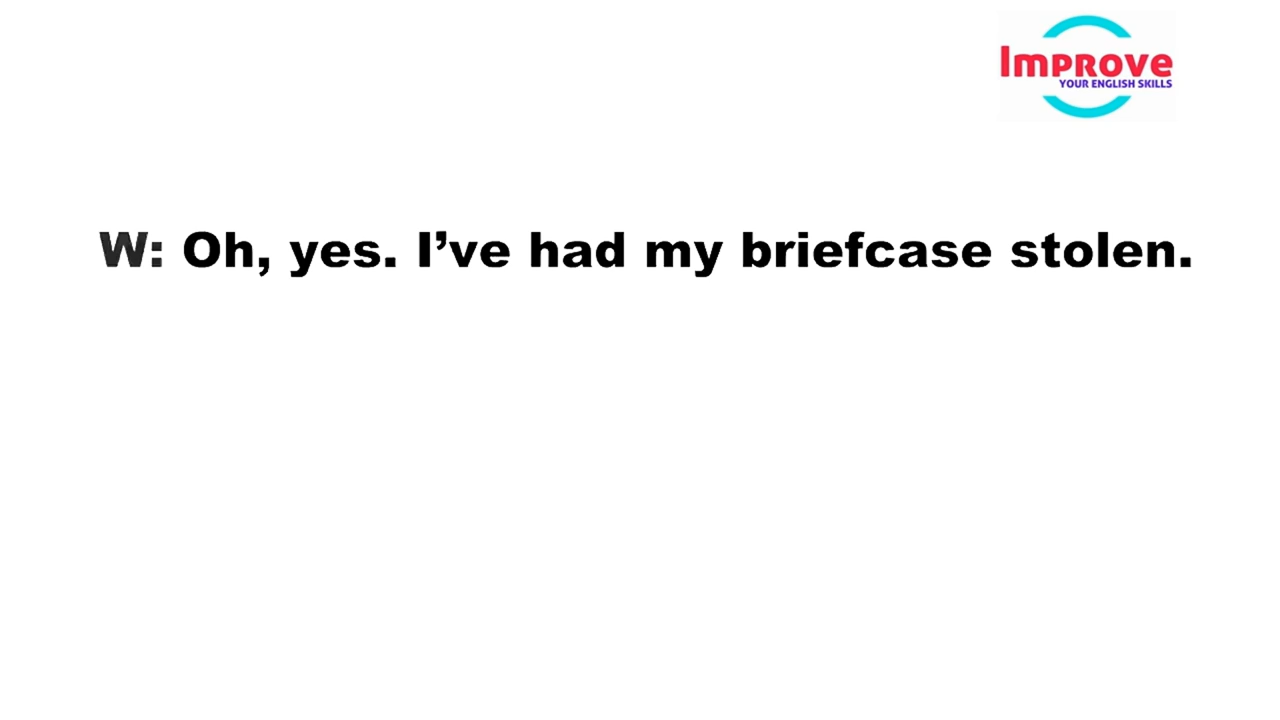 Improve
YOUR ENGLISH SKILLS
W: Oh, yes. I’ve had my briefcase stolen.